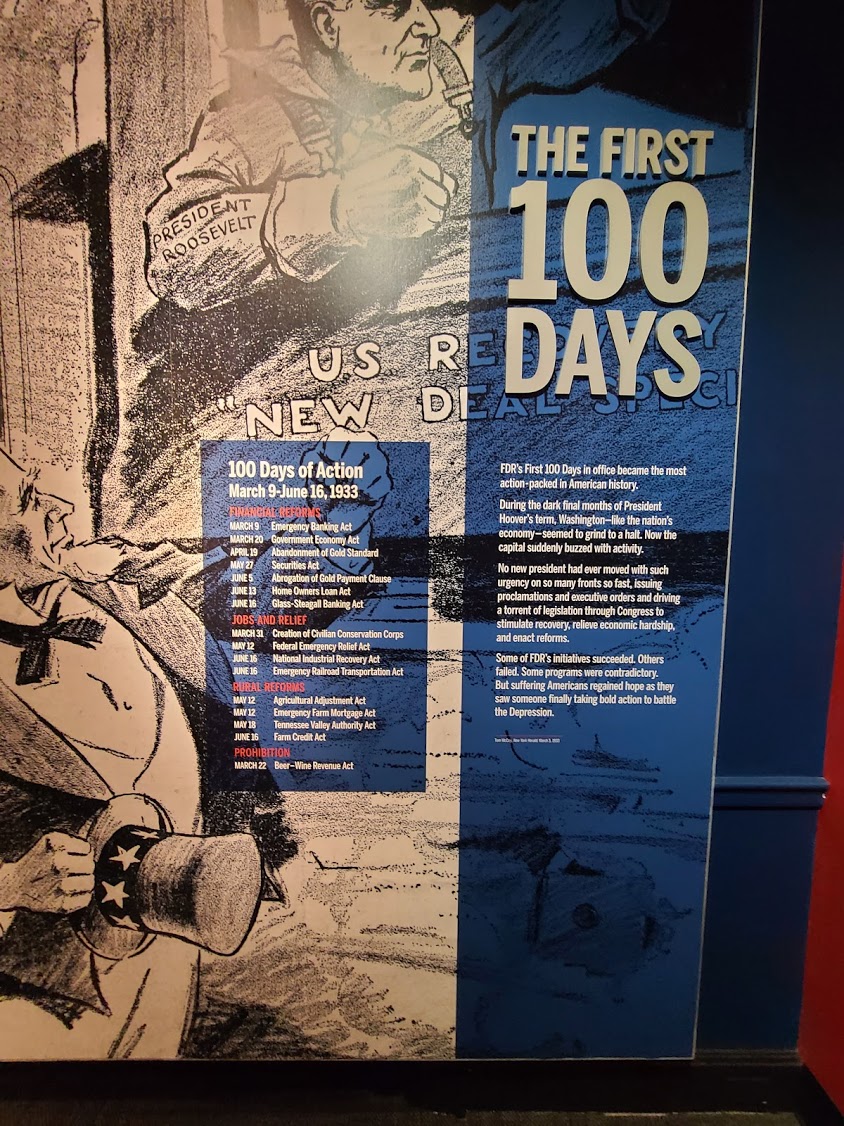 PRESIDENT
ROOSEVELT
THE FIRST
100
DAYS
US RE Y
"NEW DEAL SPECI
100 Days of Action
March 9-June 16, 1933
FINANCIAL REFORMS
MARCH 9 Emergency Banking Act
MARCH 20 Government Economy Act
APRIL 19 Abandonment of Gold Standard
MAY 27 Securities Act
JUNE 5 Abrogation of Gold Payment Clause
JUNE 13 Home Owners Loan Act
JUNE 16 Glass-Steagall Banking Act
JOBS AND RELIEF
MARCH 31 Creation of Civilian Conservation Corps
MAY 12 Federal Emergency Relief Act
JUNE 16 National Industrial Recovery Act
JUNE 16 Emergency Railroad Transportation Act
RURAL REFORMS
MAY 12 Agricultural Adjustment Act
MAY 12 Emergency Farm Mortgage Act
MAY 18 Tennessee Valley Authority Act
JUNE 16 Farm Credit Act
PROHIBITION
MARCH 22 Beer–Wine Revenue Act
FDR's First 100 Days in office became the most
action-packed in American history.
During the dark final months of President
Hoover's term, Washington—like the nation's
economy—seemed to grind to a halt. Now the
capital suddenly buzzed with activity.
No new president had ever moved with such
urgency on so many fronts so fast, issuing
proclamations and executive orders and driving
a torrent of legislation through Congress to
stimulate recovery, relieve economic hardship,
and enact reforms.
Some of FDR's initiatives succeeded. Others
failed. Some programs were contradictory.
But suffering Americans regained hope as they
saw someone finally taking bold action to battle
the Depression.